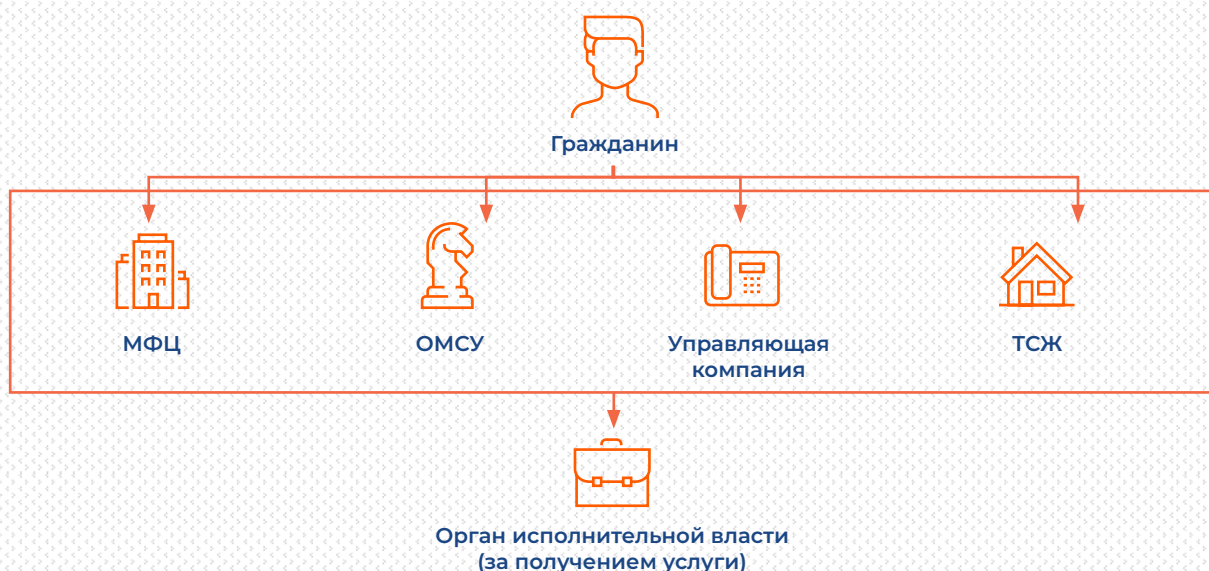 Гражданин
МФЦ
ОМСУ
Управляющая
компания
ТСЖ
Орган исполнительной власти
(за получением услуги)